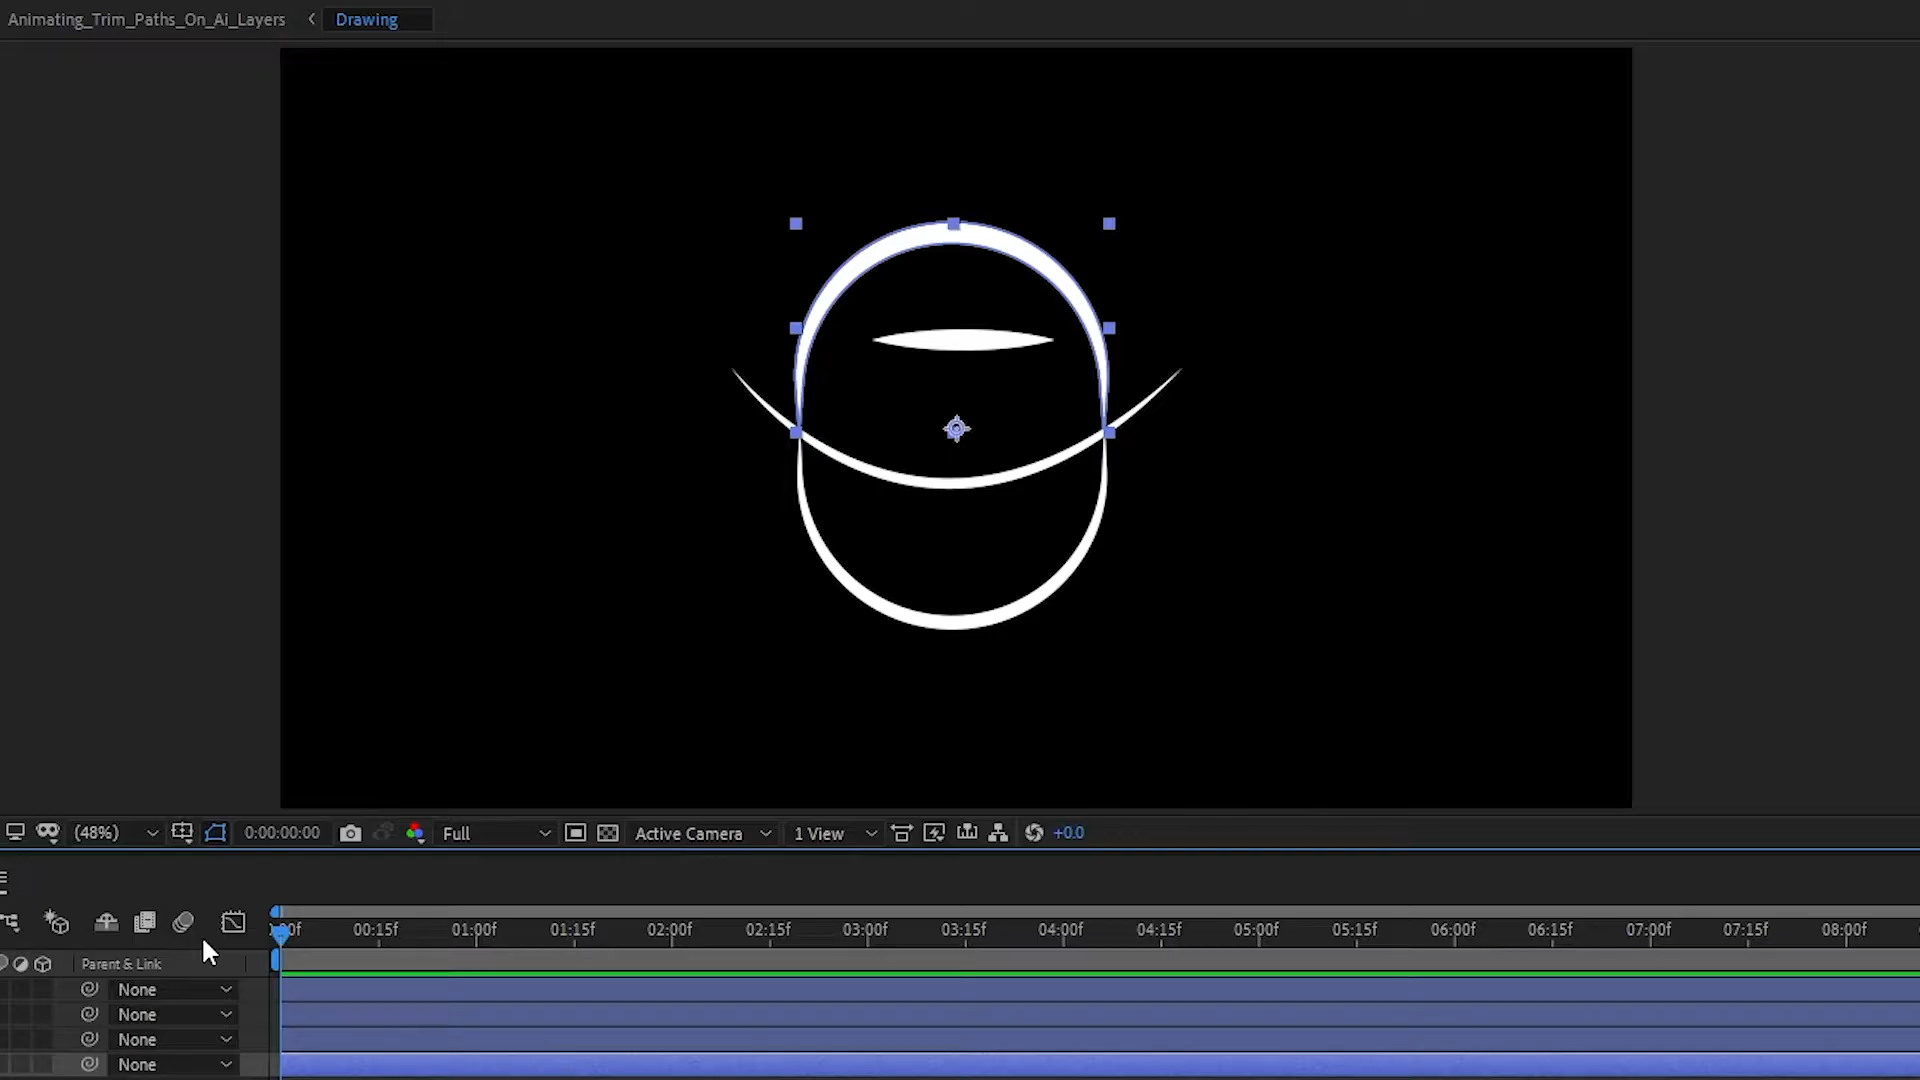 Animating_Trim_Paths_On_Ai_Layers Drawing
(48%) 0:00:00:00 Full Active Camera 1 View +0.0
00f 00:15f 01:00f 01:15f 02:00f 02:15f 03:00f 03:15f 04:00f 04:15f 05:00f 05:15f 06:00f 06:15f 07:00f 07:15f 08:00f
Parent & Link
None
None
None
None